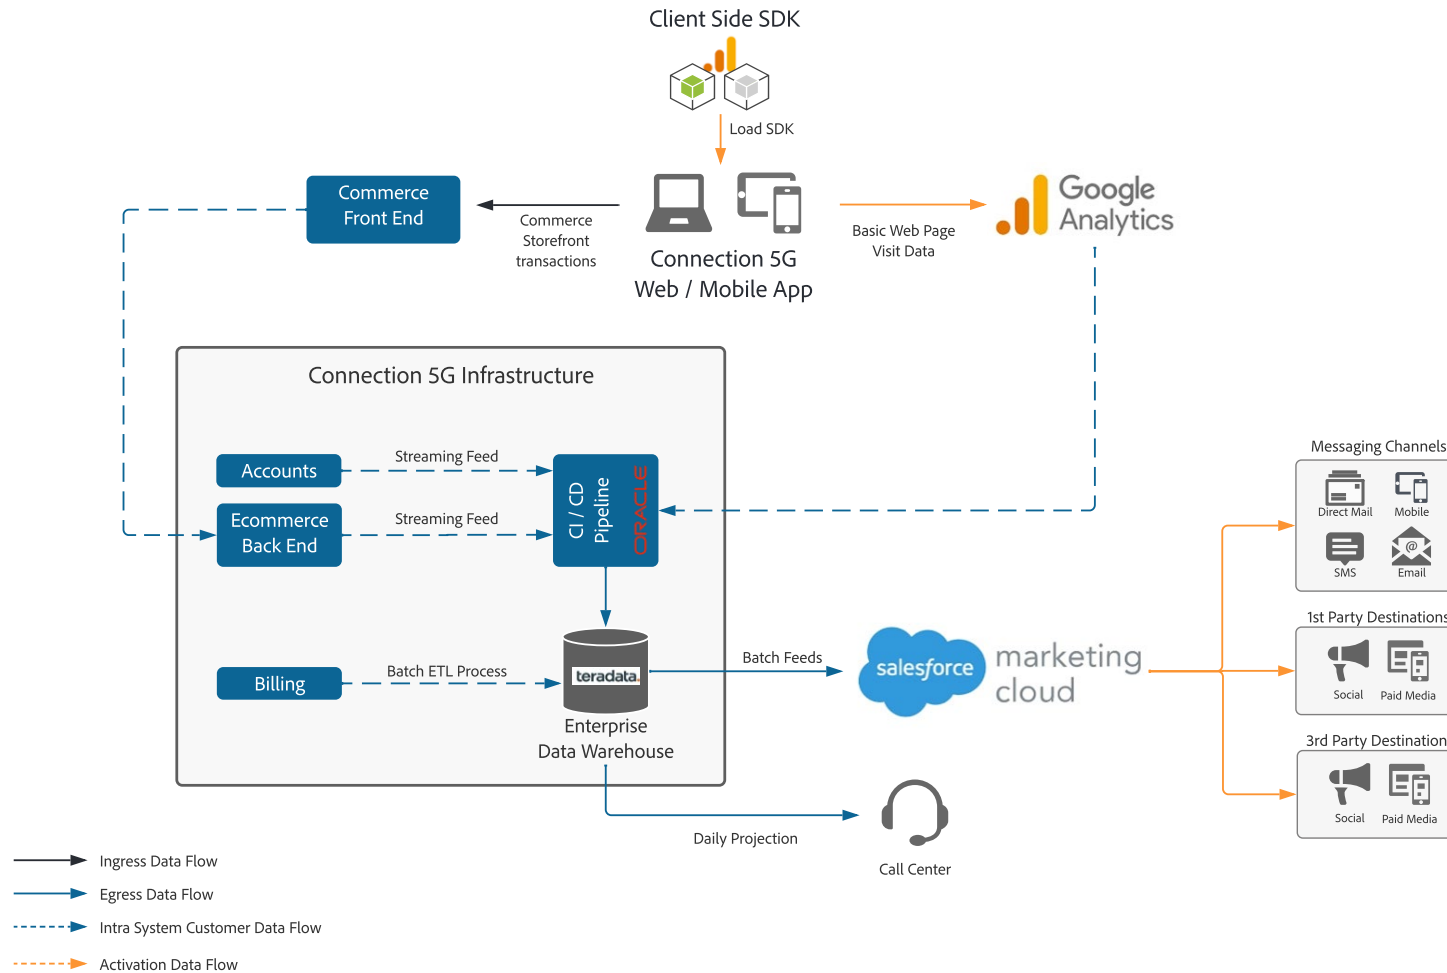 Client Side SDK
Load SDK
Commerce
Front End
Commerce
Storefront
transactions
Connection 5G
Web / Mobile App
Basic Web Page
Visit Data
Google
Analytics
Connection 5G Infrastructure
Accounts
Streaming Feed
Ecommerce
Back End
Streaming Feed
CI / CD
Pipeline
ORACLE
Billing
Batch ETL Process
teradata.
Enterprise
Data Warehouse
Batch Feeds
salesforce
marketing
cloud
Daily Projection
Call Center
Messaging Channels
Direct Mail
Mobile
SMS
@
Email
1st Party Destinations
Social
Paid Media
3rd Party Destination
Social
Paid Media
Ingress Data Flow
Egress Data Flow
Intra System Customer Data Flow
Activation Data Flow